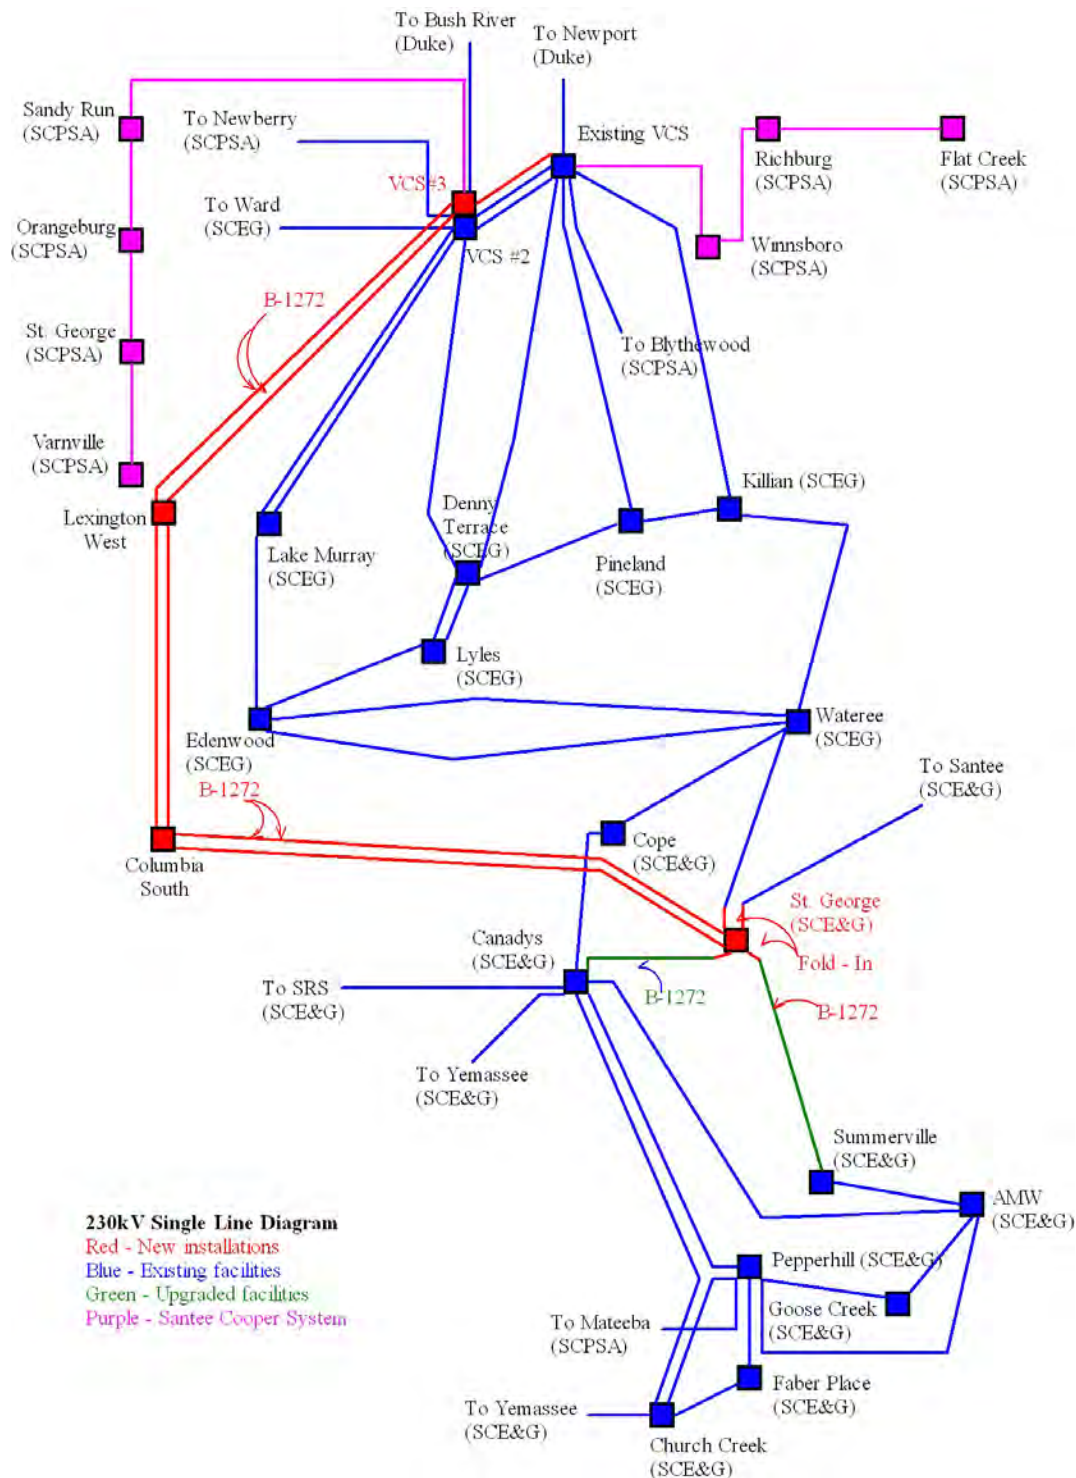 To Bush River
(Duke)
To Newport
(Duke)
Sandy Run
(SCPSA)
To Newberry
(SCPSA)
Existing VCS
Richburg
(SCPSA)
Flat Creek
(SCPSA)
VCS#3
To Ward
(SCEG)
Orangeburg
(SCPSA)
VCS #2
Winnsboro
(SCPSA)
B-1272
St. George
(SCPSA)
To Blythewood
(SCPSA)
Varnville
(SCPSA)
Killian (SCEG)
Lexington
West
Denny
Terrace
(SCEG)
Lake Murray
(SCEG)
Pineland
(SCEG)
Lyles
(SCEG)
Edenwood
(SCEG)
Wateree
(SCEG)
To Santee
(SCE&G)
B-1272
Cope
(SCE&G)
Columbia
South
St. George
(SCE&G)
Canadys
(SCE&G)
Fold - In
To SRS
(SCE&G)
B-1272
B-1272
To Yemassee
(SCE&G)
Summerville
(SCE&G)
AMW
(SCE&G)
230kV Single Line Diagram
Red - New installations
Blue - Existing facilities
Green - Upgraded facilities
Purple - Santee Cooper System
Pepperhill (SCE&G)
Goose Creek
(SCE&G)
To Mateeba
(SCPSA)
Faber Place
(SCE&G)
To Yemassee
(SCE&G)
Church Creek
(SCE&G)